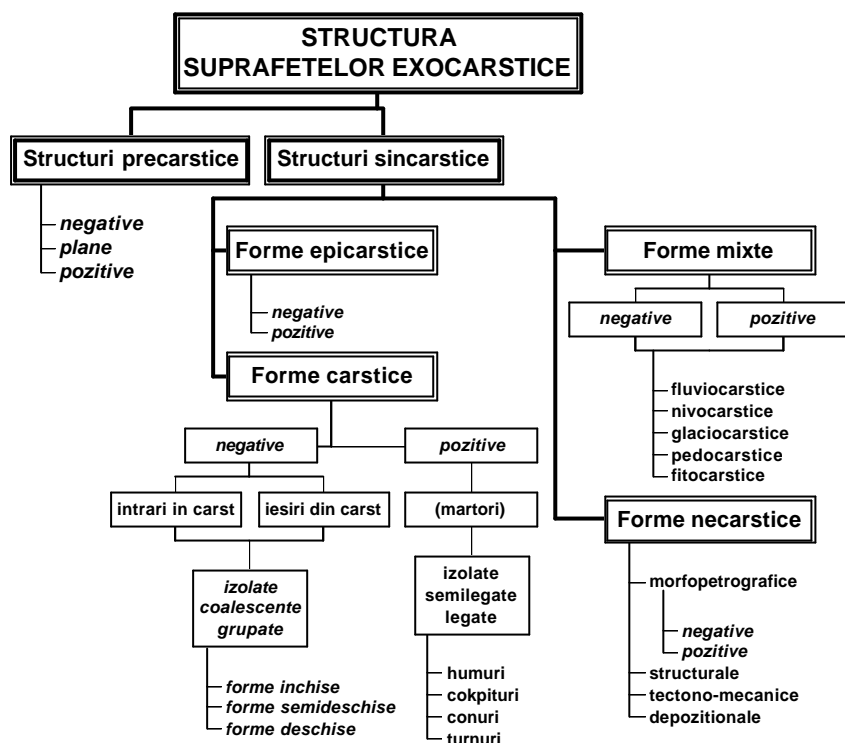 STRUCTURA
SUPRAFETELOR EXOCARSTICE
Structuri precarstice
negative
plane
pozitive
Structuri sincarstice
Forme epicarstice
negative
pozitive
Forme carstice
negative
intrari in carst
iesiri din carst
izolate
coalescente
grupate
forme inchise
forme semideschise
forme deschise
pozitive
(martori)
izolate
semilegate
legate
humuri
cokpituri
conuri
turnuri
Forme mixte
negative
pozitive
fluviocarstice
nivocarstice
glaciocarstice
pedocarstice
fitocarstice
Forme necarstice
morfopetrografice
negative
pozitive
structurale
tectono-mecanice
depozitionale